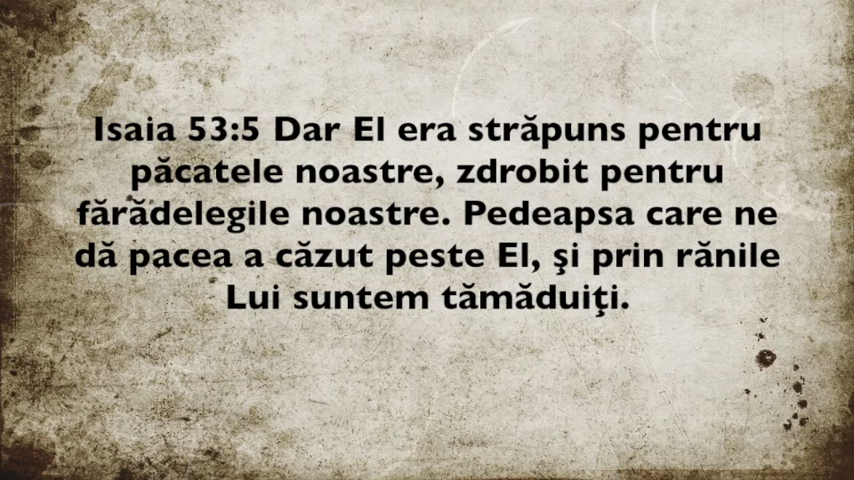 Isaia 53:5 Dar El era străpuns pentru
păcatele noastre, zdrobit pentru
fărădelegile noastre. Pedeapsa care ne
dă pacea a căzut peste El, şi prin rănile
Lui suntem tămăduiţi.